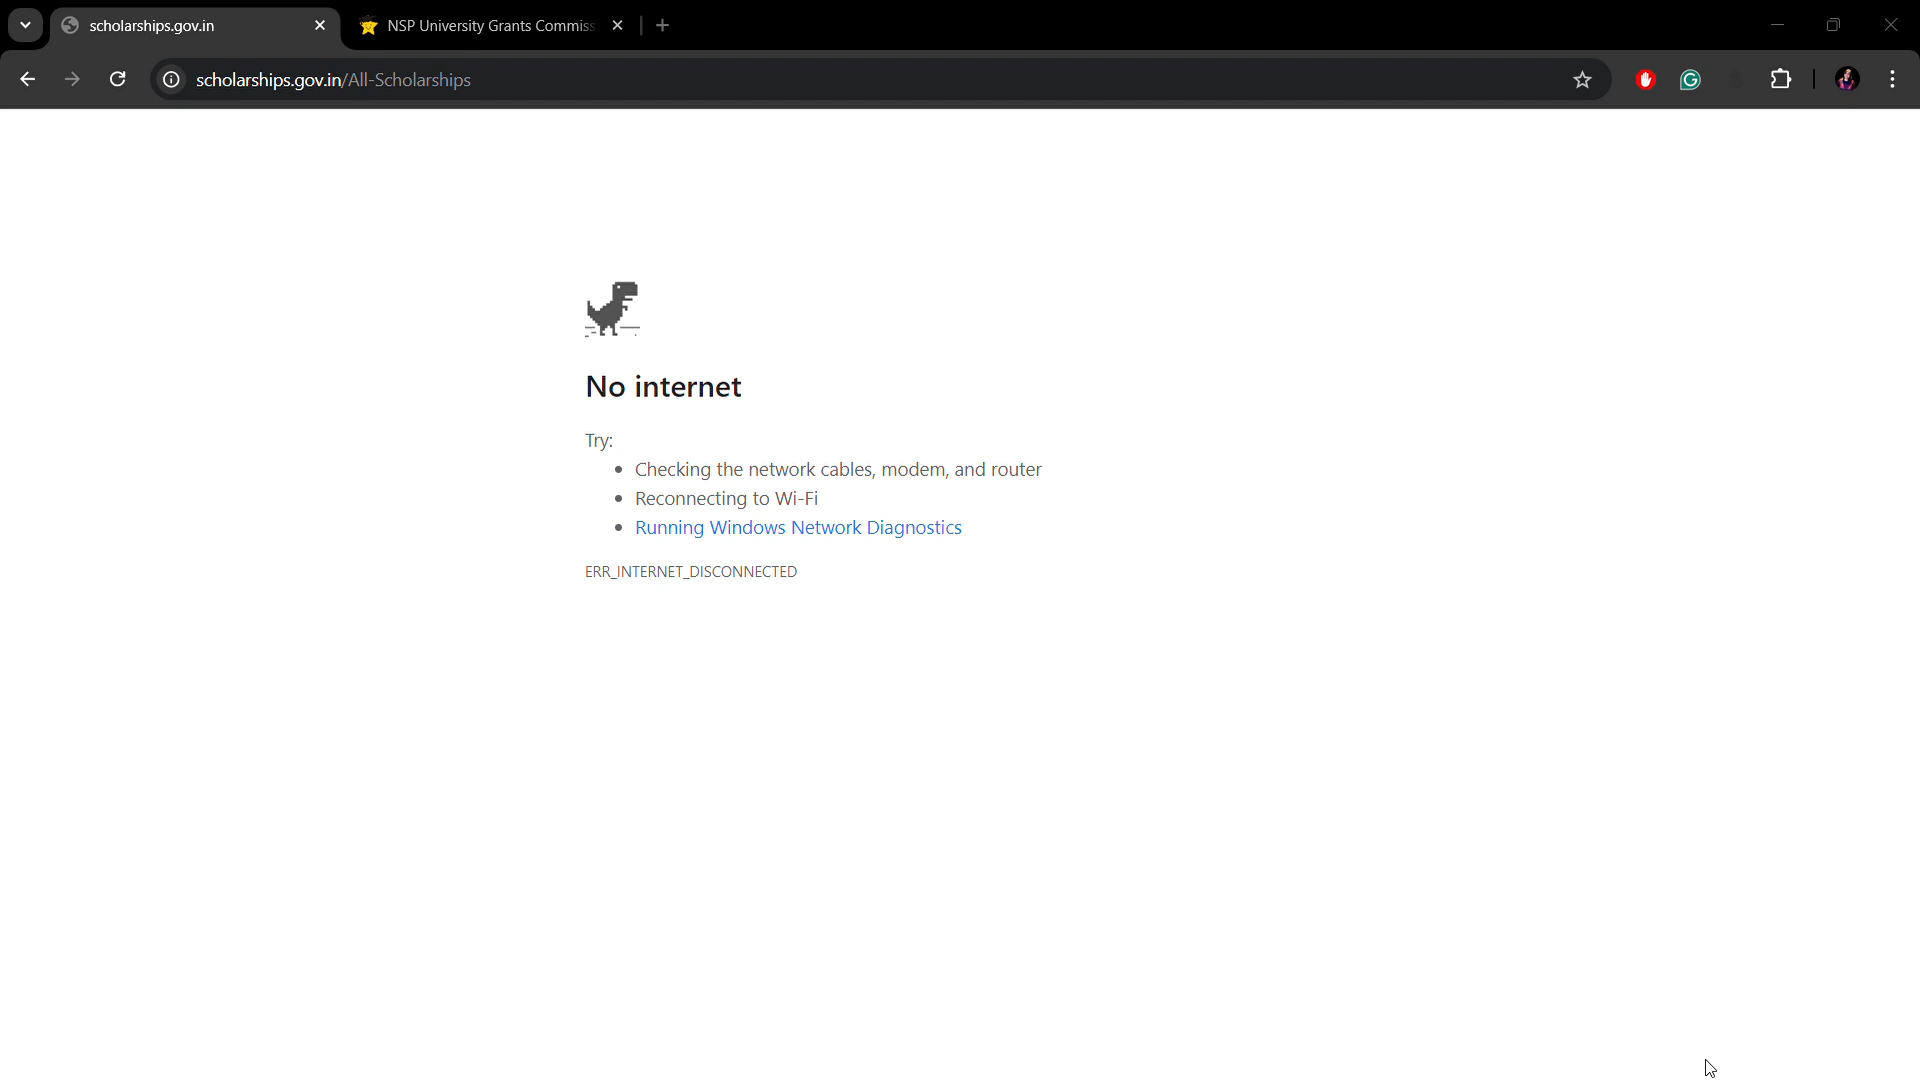 scholarships.gov.in
NSP University Grants Commiss
scholarships.gov.in/All-Scholarships
No internet
Try:
Checking the network cables, modem, and router
Reconnecting to Wi-Fi
Running Windows Network Diagnostics
ERR_INTERNET_DISCONNECTED